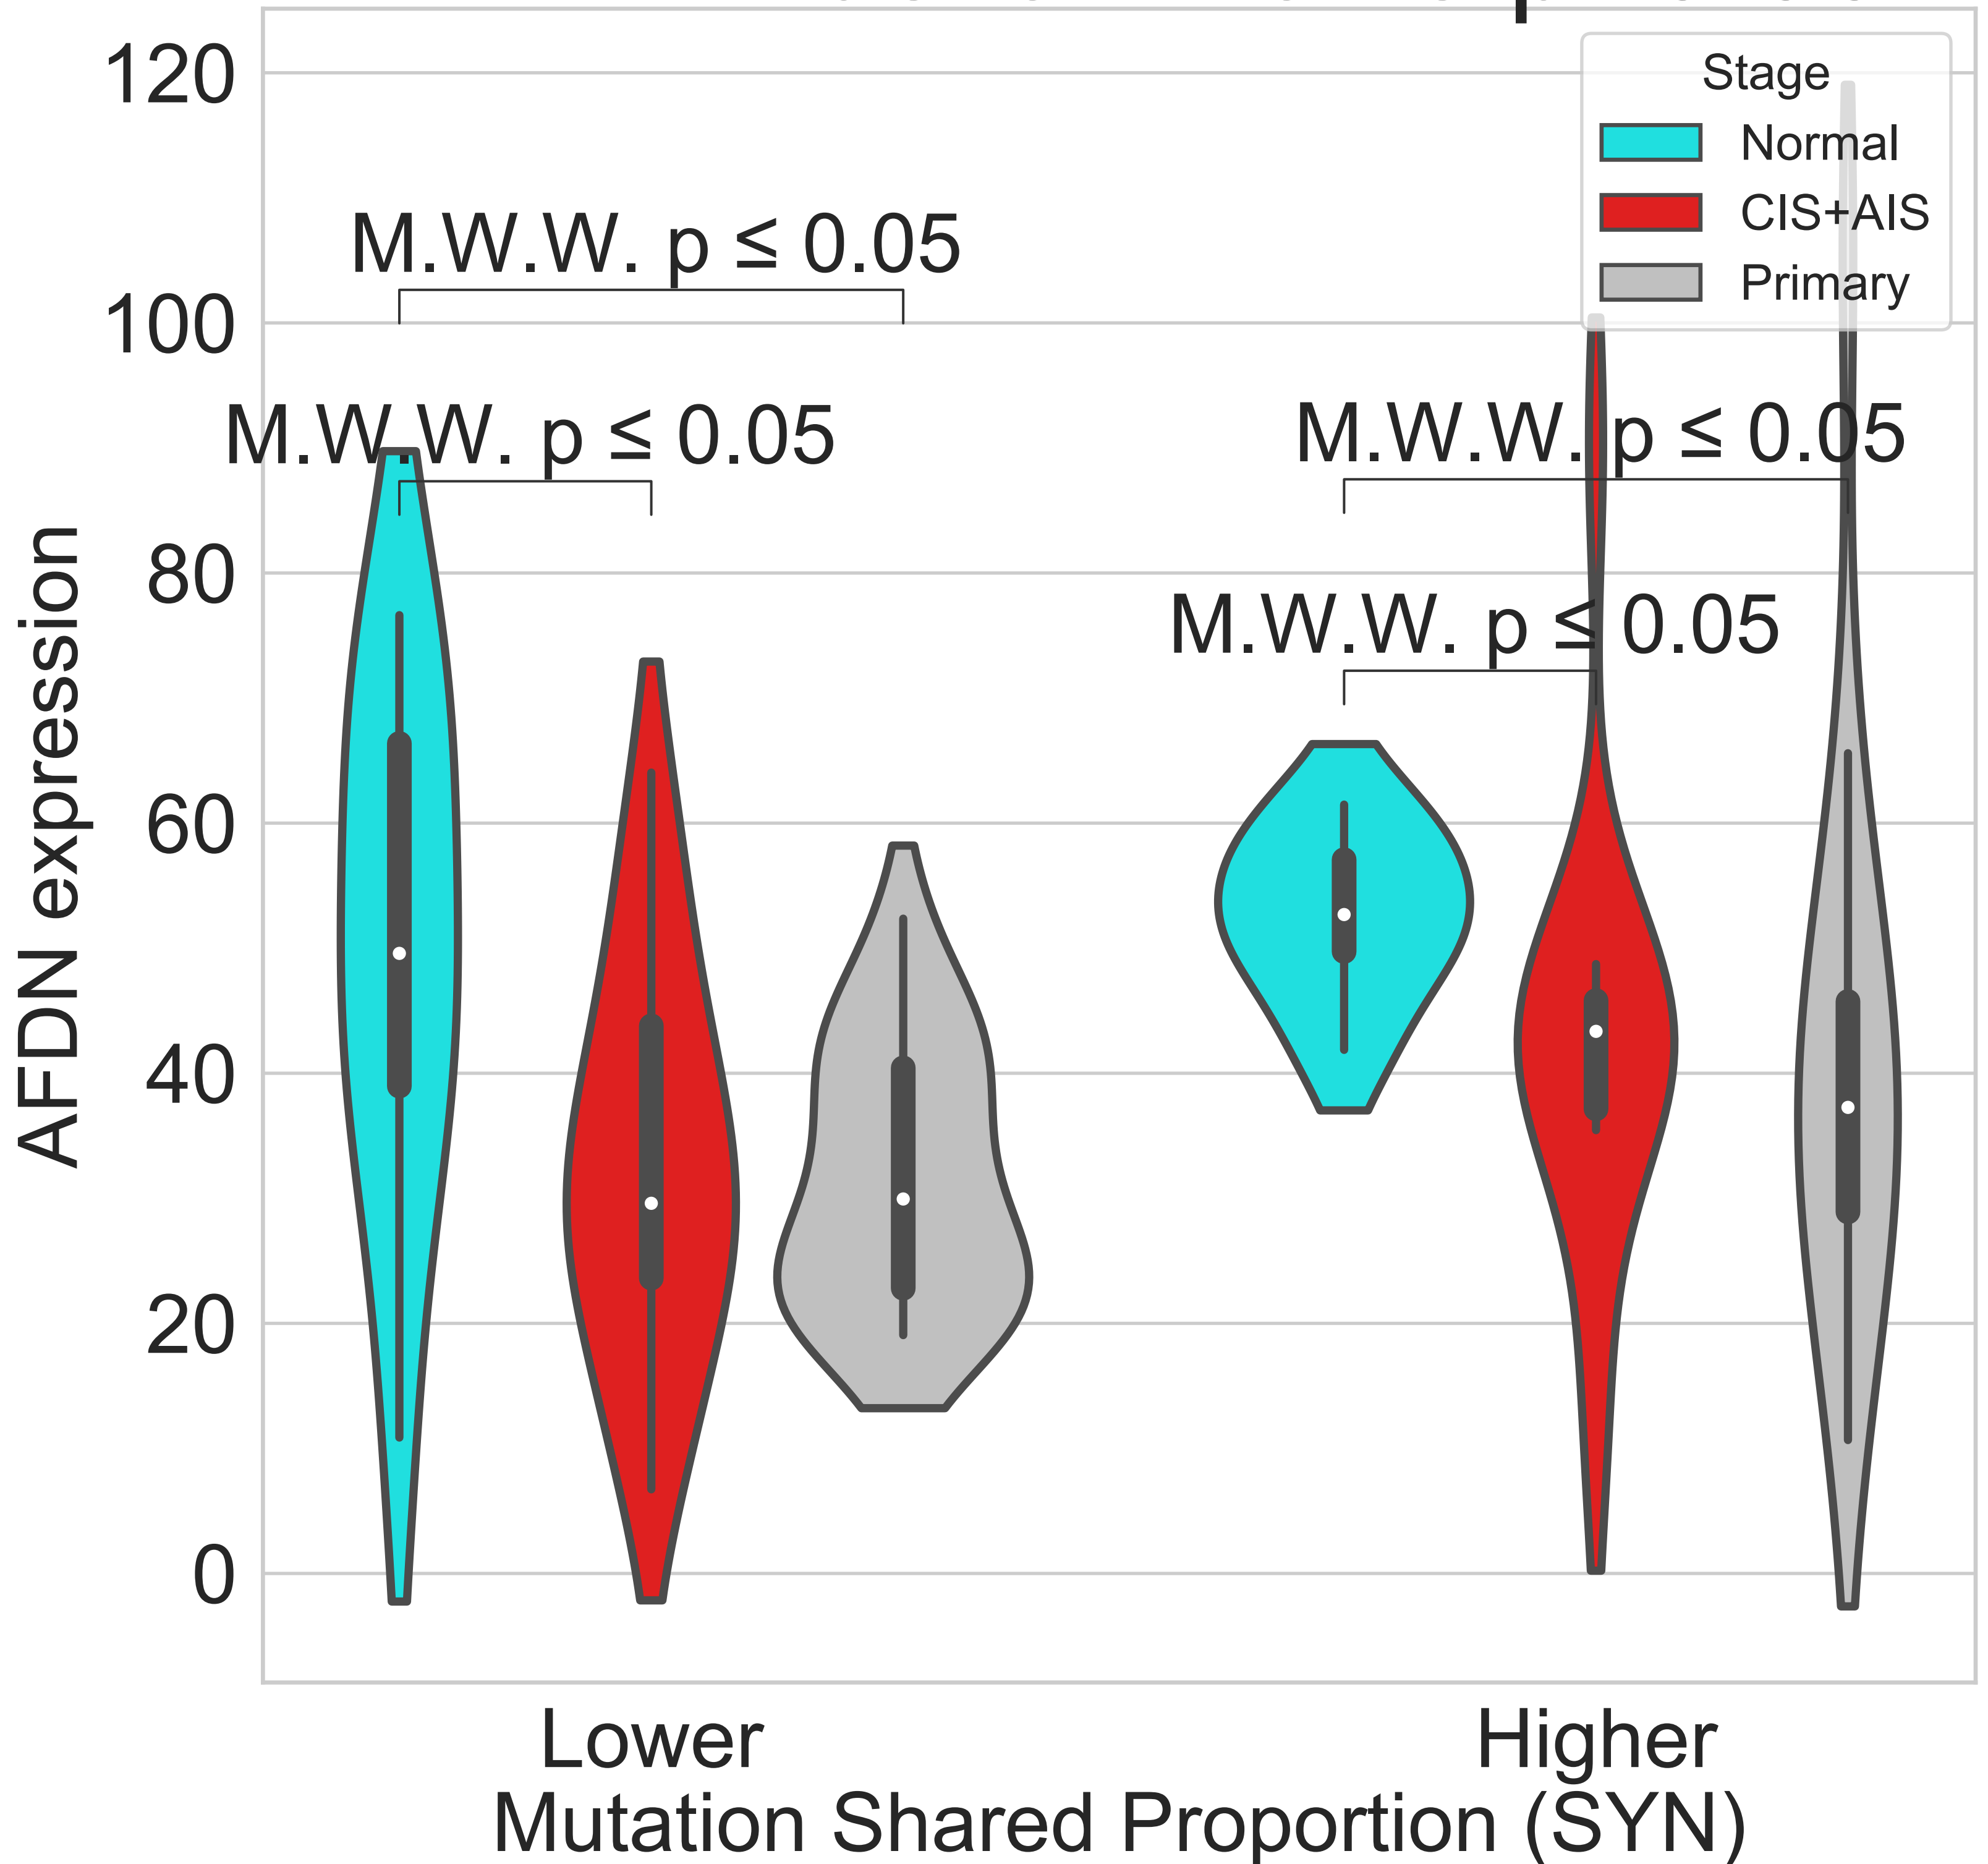 120
100
80
60
40
20
0
AFDN expression
Stage
Normal
CIS+AIS
Primary
M.W.W. p ≤ 0.05
M.W.W. p ≤ 0.05
M.W.W. p ≤ 0.05
M.W.W. p ≤ 0.05
Lower
Higher
Mutation Shared Proportion (SYN)